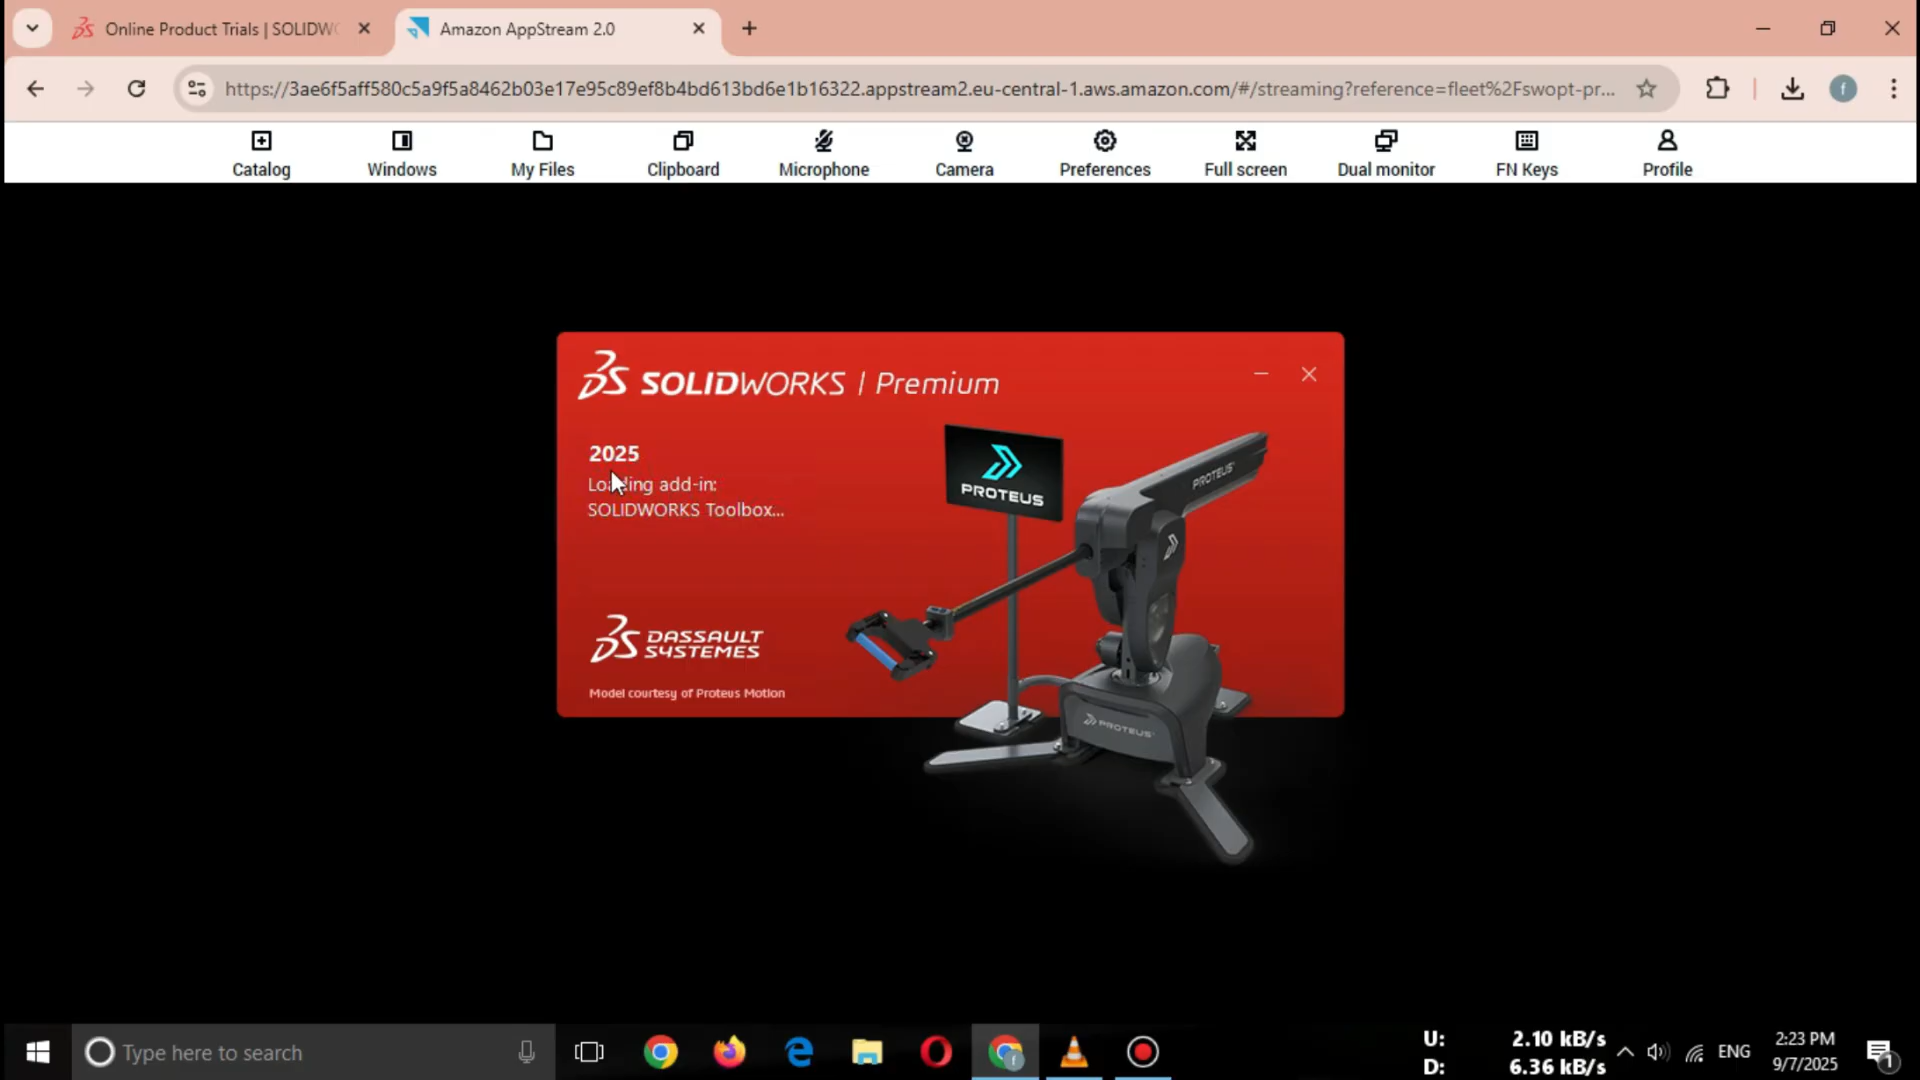 Online Product Trials | SOLIDW
Amazon AppStream 2.0
https://3ae6f5aff580c5a9f5a8462b03e17e95c89ef8b4bd613bd6e1b16322.appstream2.eu-central-1.aws.amazon.com/#/streaming?reference=fleet%2Fswopt-pr...
f
Catalog
Windows
My Files
Clipboard
Microphone
Camera
Preferences
Full screen
Dual monitor
FN Keys
Profile
SOLIDWORKS | Premium
2025
Loading add-in:
SOLIDWORKS Toolbox...
PROTEUS
PROTEUS
PROTEUS
DASSAULT
SYSTEMES
Model courtesy of Proteus Motion
Type here to search
U: 2.10 kB/s
D: 6.36 kB/s
ENG
2:23 PM
9/7/2025
1